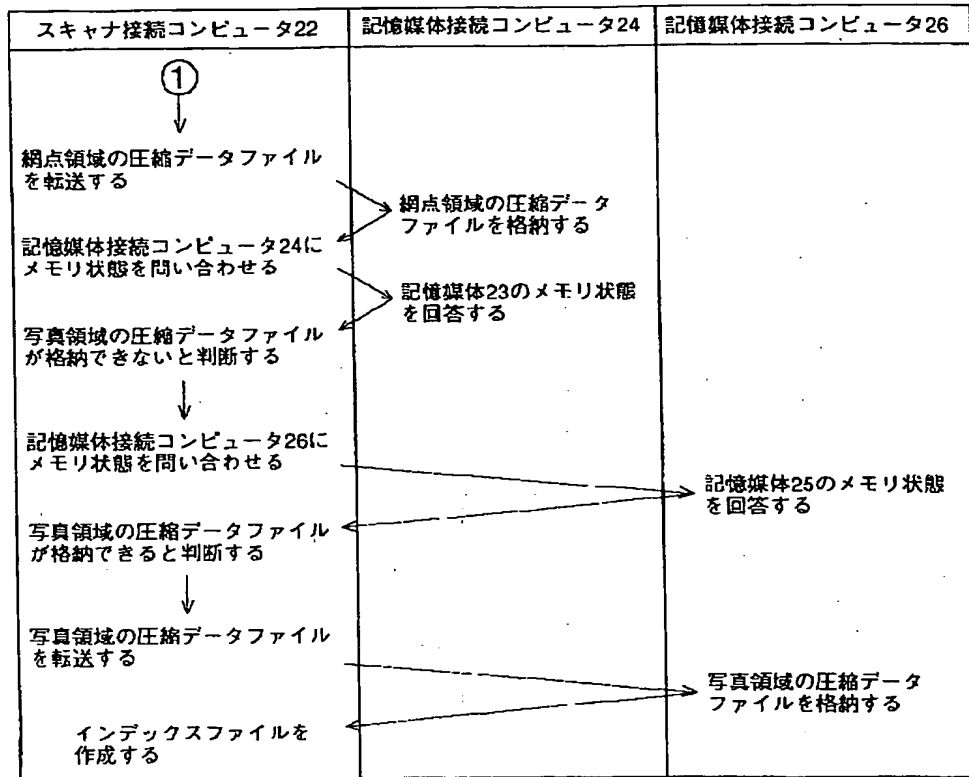 スキャナ接続コンピュータ22
記憶媒体接続コンピュータ24
記憶媒体接続コンピュータ26
①
網点領域の圧縮データファイル
を転送する
網点領域の圧縮データ
ファイルを格納する
記憶媒体接続コンピュータ24に
メモリ状態を問い合わせる
記憶媒体23のメモリ状態
を回答する
写真領域の圧縮データファイル
が格納できないと判断する
記憶媒体接続コンピュータ26に
メモリ状態を問い合わせる
記憶媒体25のメモリ状態
を回答する
写真領域の圧縮データファイル
が格納できると判断する
写真領域の圧縮データファイル
を転送する
写真領域の圧縮データ
ファイルを格納する
インデックスファイルを
作成する